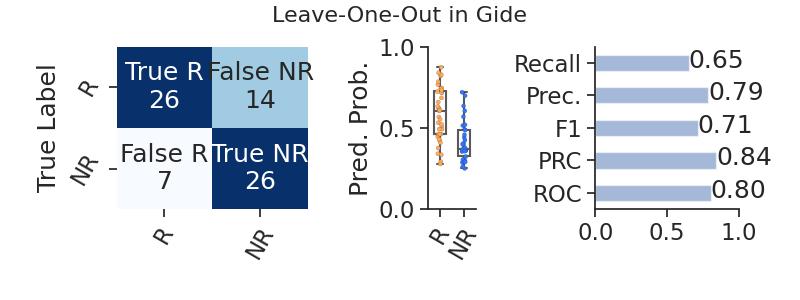 Leave-One-Out in Gide
True Label
R
NR
True R
26
False NR
14
False R
7
True NR
26
R
NR
Pred. Prob.
1.0
0.5
0.0
R
NR
Recall
0.65
Prec.
0.79
F1
0.71
PRC
0.84
ROC
0.80
0.0
0.5
1.0